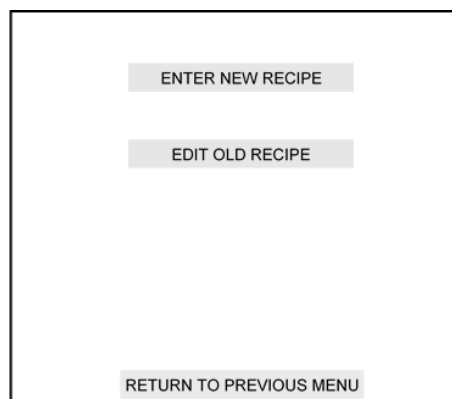 ENTER NEW RECIPE
EDIT OLD RECIPE
RETURN TO PREVIOUS MENU